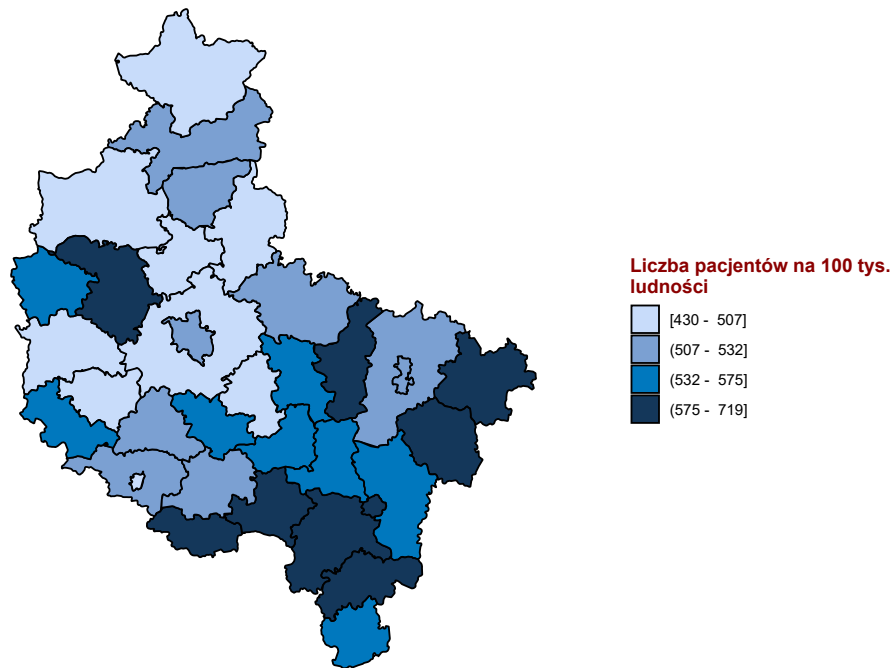 Liczba pacjentów na 100 tys.
ludności
[430 - 507]
(507 - 532]
(532 - 575]
(575 - 719]